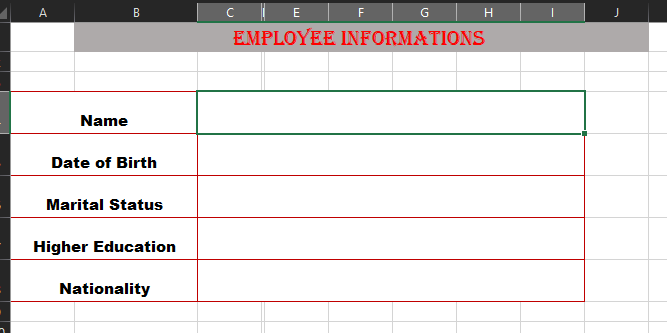 A B C E F G H I J
EMPLOYEE INFORMATIONS
Name
Date of Birth
Marital Status
Higher Education
Nationality